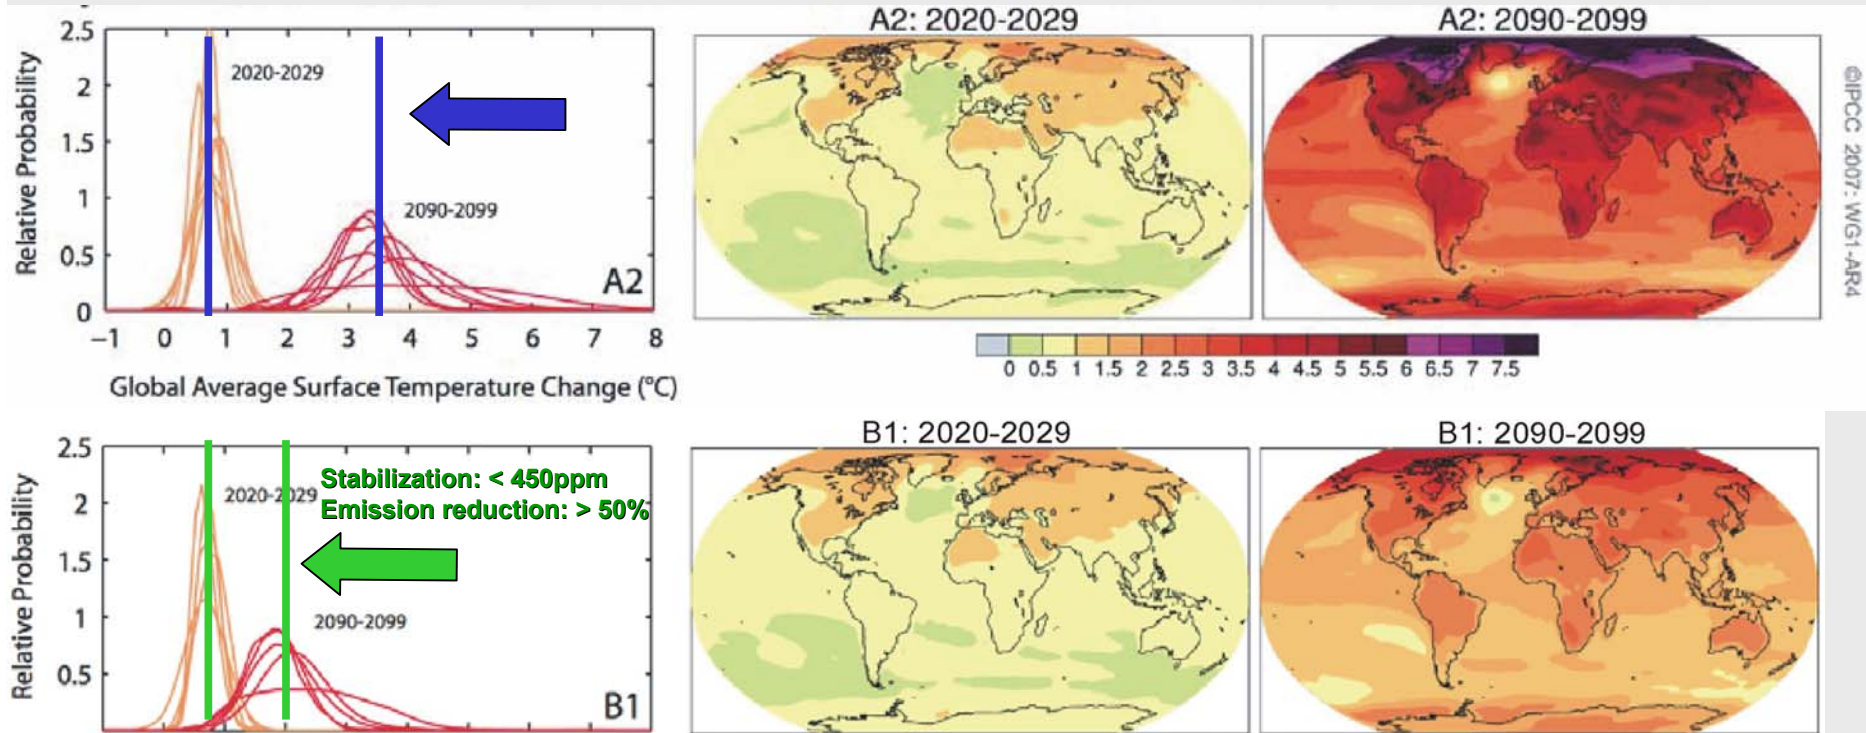 A2: 2020-2029
A2: 2090-2099
2.5
2
1.5
1
0.5
0
Relative Probability
2020-2029
2090-2099
A2
−1 0 1 2 3 4 5 6 7 8
Global Average Surface Temperature Change (°C)
©IPCC 2007: WG1-AR4
0 0.5 1 1.5 2 2.5 3 3.5 4 4.5 5 5.5 6 6.5 7 7.5
B1: 2020-2029
B1: 2090-2099
2.5
2
1.5
1
0.5
Relative Probability
2020-2029
Stabilization: < 450ppm
Emission reduction: > 50%
2090-2099
B1